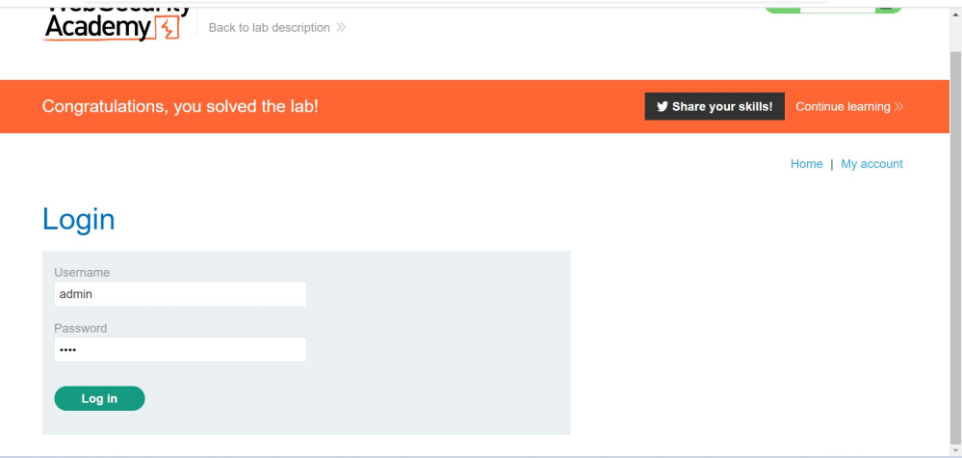 WebSecurity
Academy
Back to lab description >>
Congratulations, you solved the lab!
Share your skills!
Continue learning >>
Home | My account
Login
Username
admin
Password
••••
Log in